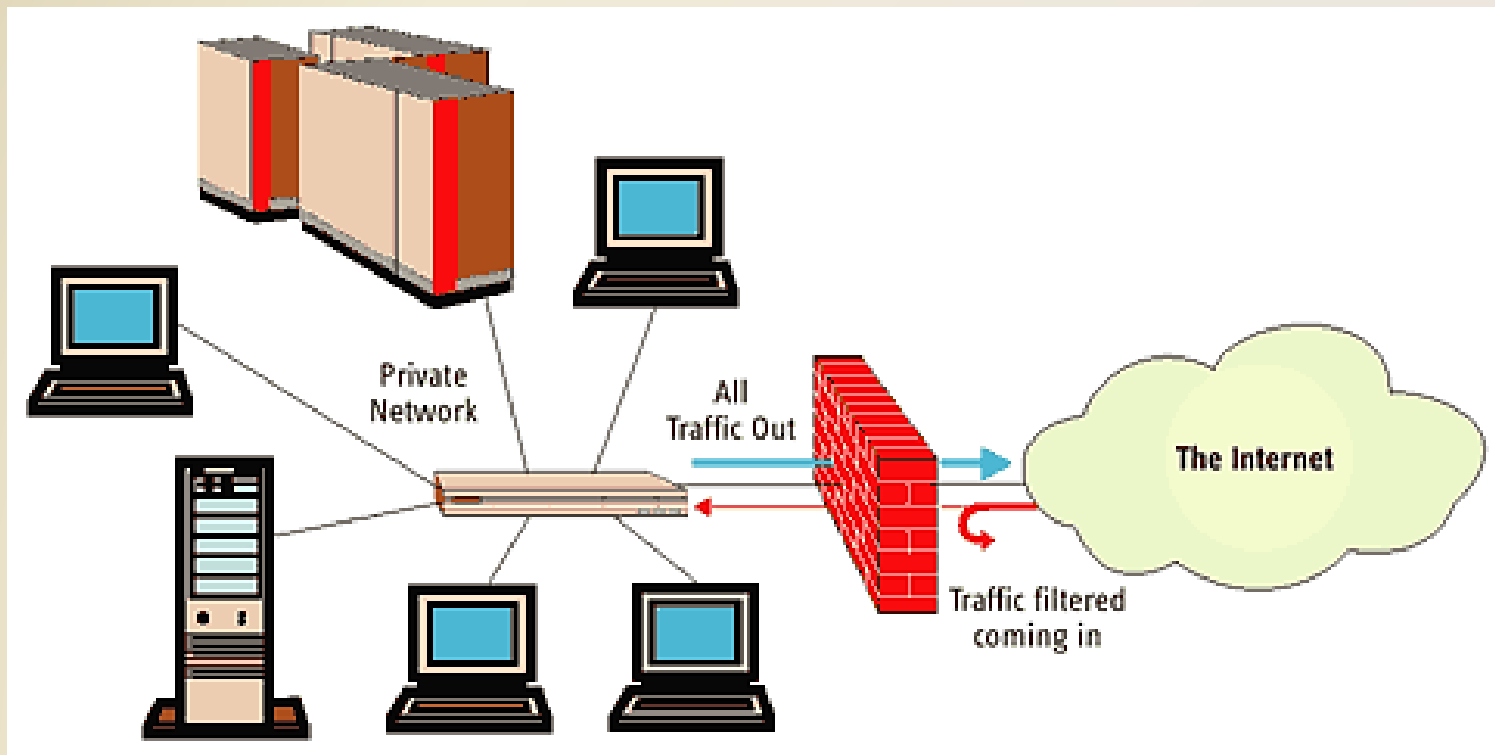 Private
Network
All
Traffic Out
The Internet
Traffic filtered
coming in